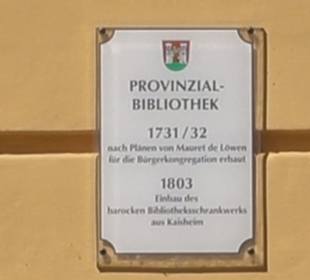 PROVINZIAL-
BIBLIOTHEK
1731/32
nach Plänen von Mauret de Löwen
für die Bürgerkongregation erbaut
1803
Einbau des
barocken Bibliotheksschrankwerks
aus Kaisheim